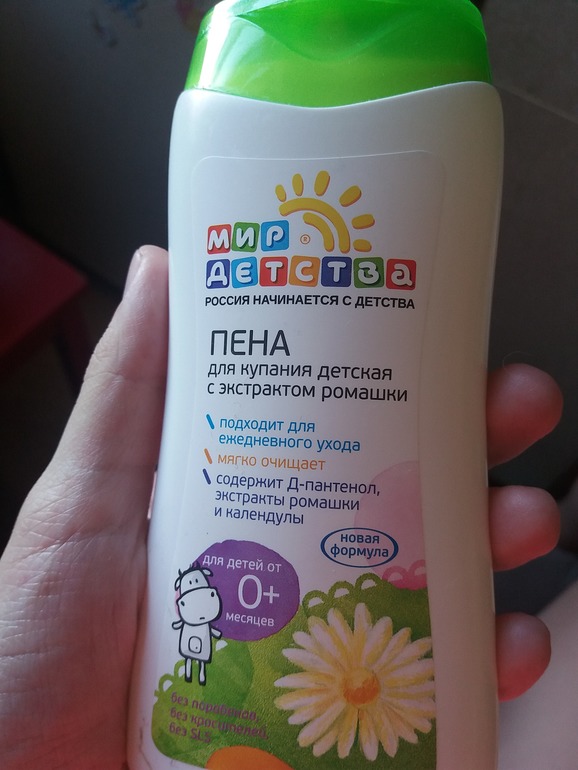 МИР ®
ДЕТСТВА
РОССИЯ НАЧИНАЕТСЯ С ДЕТСТВА
ПЕНА
для купания детская
с экстрактом ромашки
подходит для
ежедневного ухода
мягко очищает
содержит Д-пантенол,
экстракты ромашки
и календулы
новая
формула
для детей от
0+
месяцев
без парабенов,
без красителей,
без SLS